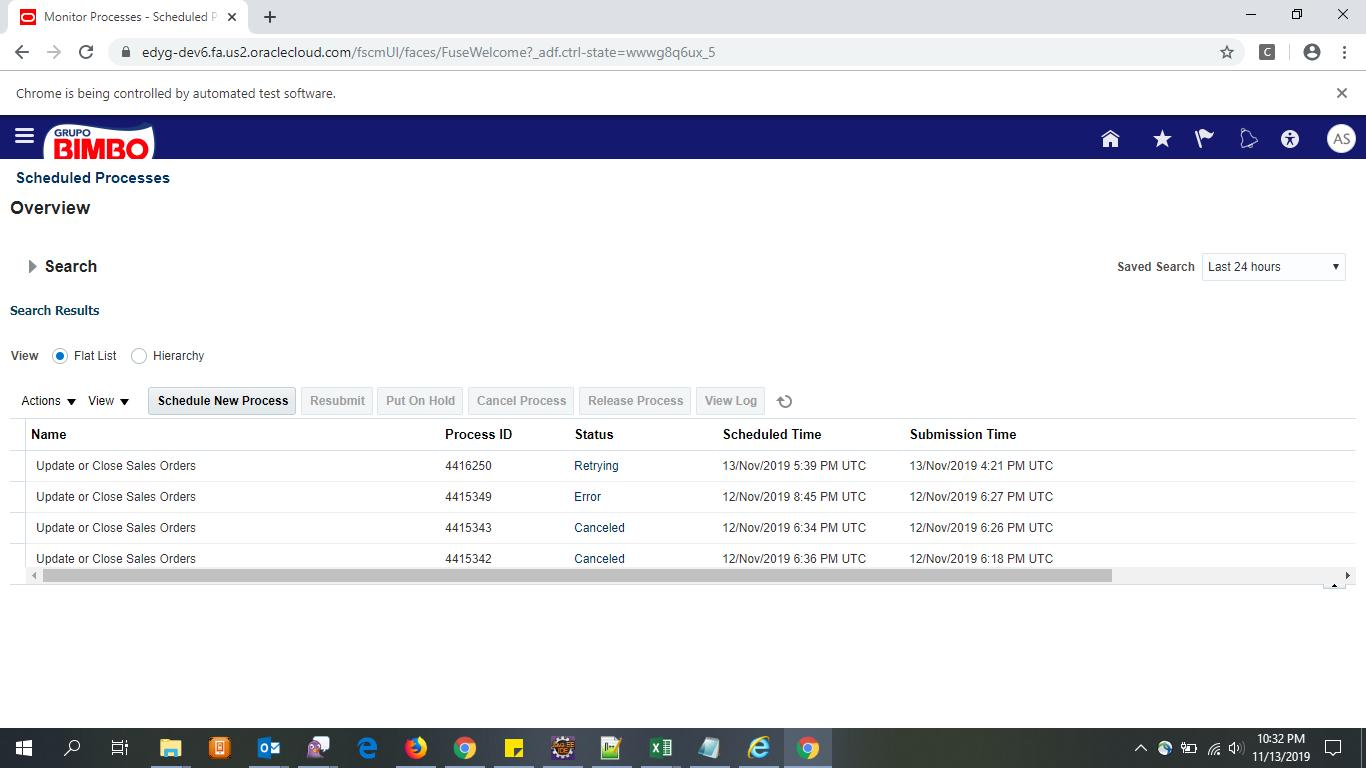 Monitor Processes - Scheduled P
edyg-dev6.fa.us2.oraclecloud.com/fscmUI/faces/FuseWelcome?_adf.ctrl-state=wwwg8q6ux_5
C
Chrome is being controlled by automated test software.
GRUPO
BIMBO
AS
Scheduled Processes
Overview
Search
Saved Search Last 24 hours
Search Results
View Flat List Hierarchy
Actions View Schedule New Process Resubmit Put On Hold Cancel Process Release Process View Log
Name Process ID Status Scheduled Time Submission Time
Update or Close Sales Orders 4416250 Retrying 13/Nov/2019 5:39 PM UTC 13/Nov/2019 4:21 PM UTC
Update or Close Sales Orders 4415349 Error 12/Nov/2019 8:45 PM UTC 12/Nov/2019 6:27 PM UTC
Update or Close Sales Orders 4415343 Canceled 12/Nov/2019 6:34 PM UTC 12/Nov/2019 6:26 PM UTC
Update or Close Sales Orders 4415342 Canceled 12/Nov/2019 6:36 PM UTC 12/Nov/2019 6:18 PM UTC
10:32 PM
11/13/2019